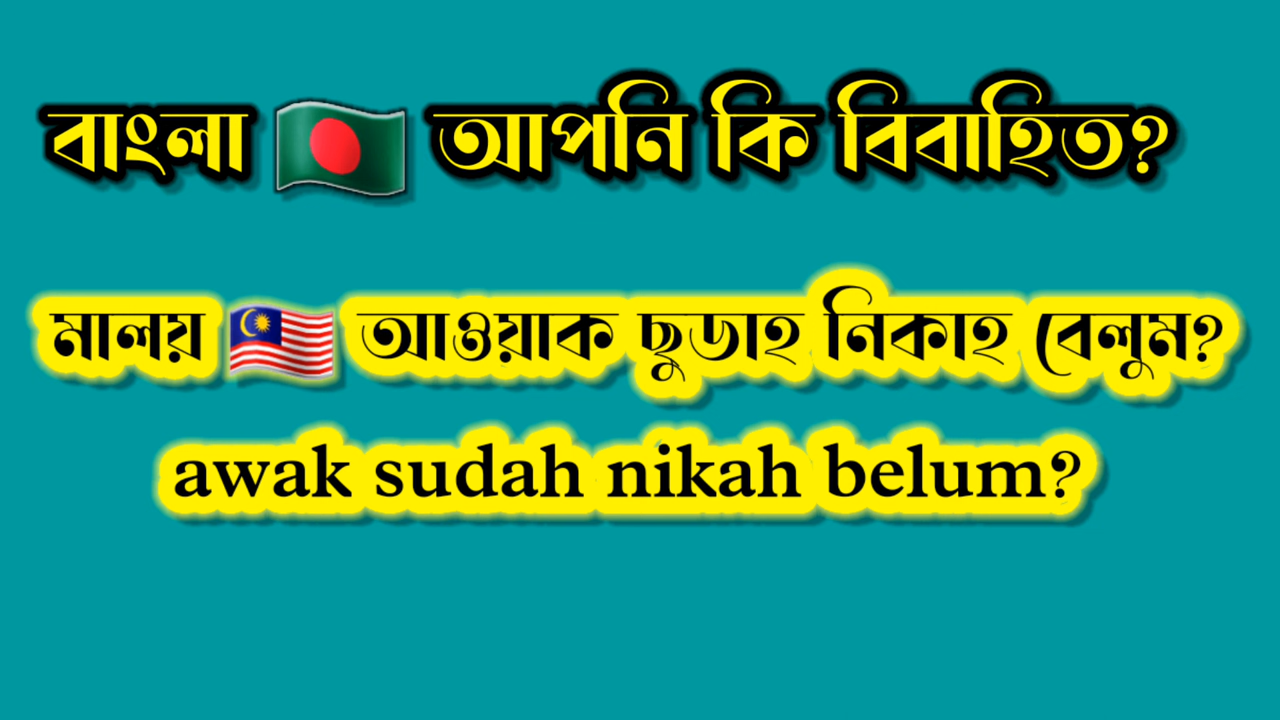 বাংলা 🇧🇩 আপনি কি বিবাহিত?
মালয় 🇲🇾 আওয়াক ছুডাহ নিকাহ বেলুম?
awak sudah nikah belum?